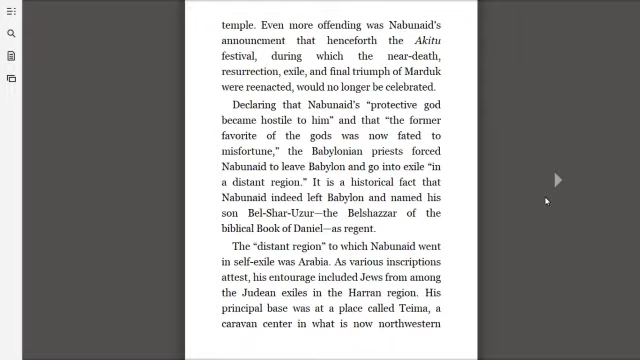 temple. Even more offending was Nabunaid's
announcment that henceforth the Akitu
festival, during which the near-death,
resurrection, exile, and final triumph of Marduk
were reenacted, would no longer be celebrated.
Declaring that Nabunaid's “protective god
became hostile to him” and that “the former
favorite of the gods was now fated to
misfortune,” the Babylonian priests forced
Nabunaid to leave Babylon and go into exile “in
a distant region.” It is a historical fact that
Nabunaid indeed left Babylon and named his
son Bel-Shar-Uzur—the Belshazzar of the
biblical Book of Daniel—as regent.
The “distant region” to which Nabunaid went
in self-exile was Arabia. As various inscriptions
attest, his entourage included Jews from among
the Judean exiles in the Harran region. His
principal base was at a place called Teima, a
caravan center in what is now northwestern